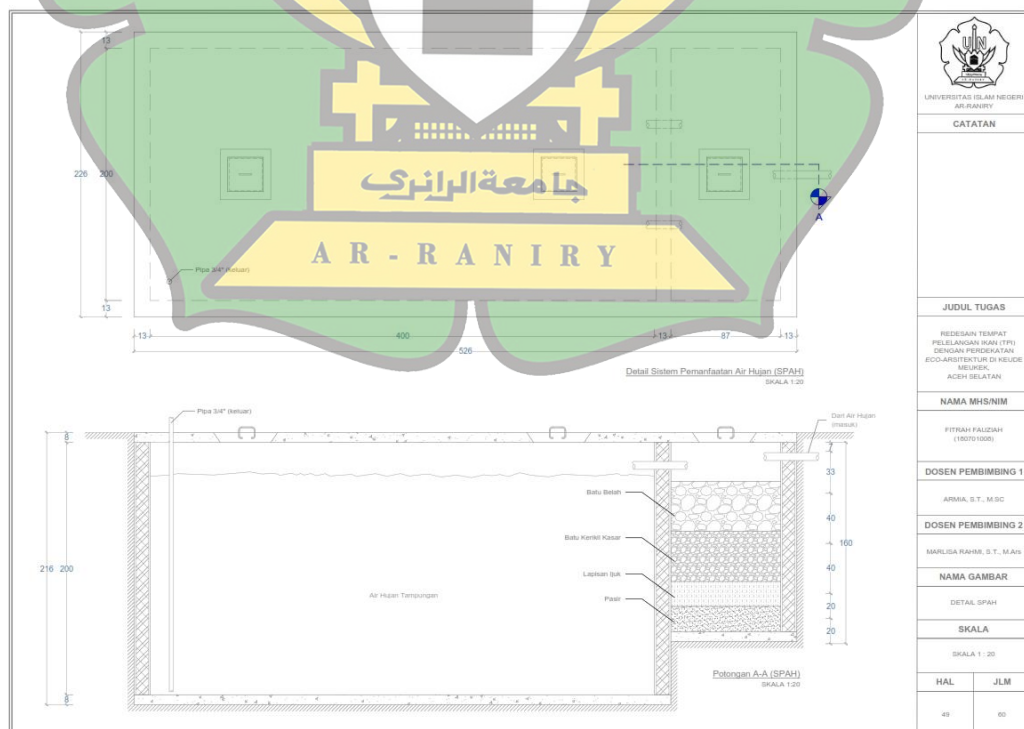 13
226
200
13
جامعة الرانري
AR-RANIRY
Pipa 3/4" (keluar)
A
13
400
13
87
13
526
Detail Sistem Pemanfaatan Air Hujan (SPAH)
SKALA 1:20
Pipa 3/4" (keluar)
Dari Air Hujan
(masuk)
8
216
200
8
Batu Belah
Batu Kerikil Kasar
Lapisan Ijuk
Pasir
Air Hujan Tampungan
7
33
40
40
20
20
160
Potongan A-A (SPAH)
SKALA 1:20
UIN
UNIVERSITAS ISLAM NEGERI
AR-RANIRY
CATATAN
JUDUL TUGAS
REDESAIN TEMPAT
PELELANGAN IKAN (TPI)
DENGAN PERDEKATAN
ECO-ARSITEKTUR DI KEUDE
MEUKEK,
ACEH SELATAN
NAMA MHS/NIM
FITRAH FAUZIAH
(180701008)
DOSEN PEMBIMBING 1
ARMIA, S.T., M.SC
DOSEN PEMBIMBING 2
MARLISA RAHMI, S.T., M.Ars
NAMA GAMBAR
DETAIL SPAH
SKALA
SKALA 1 : 20
HAL
JLM
49
60